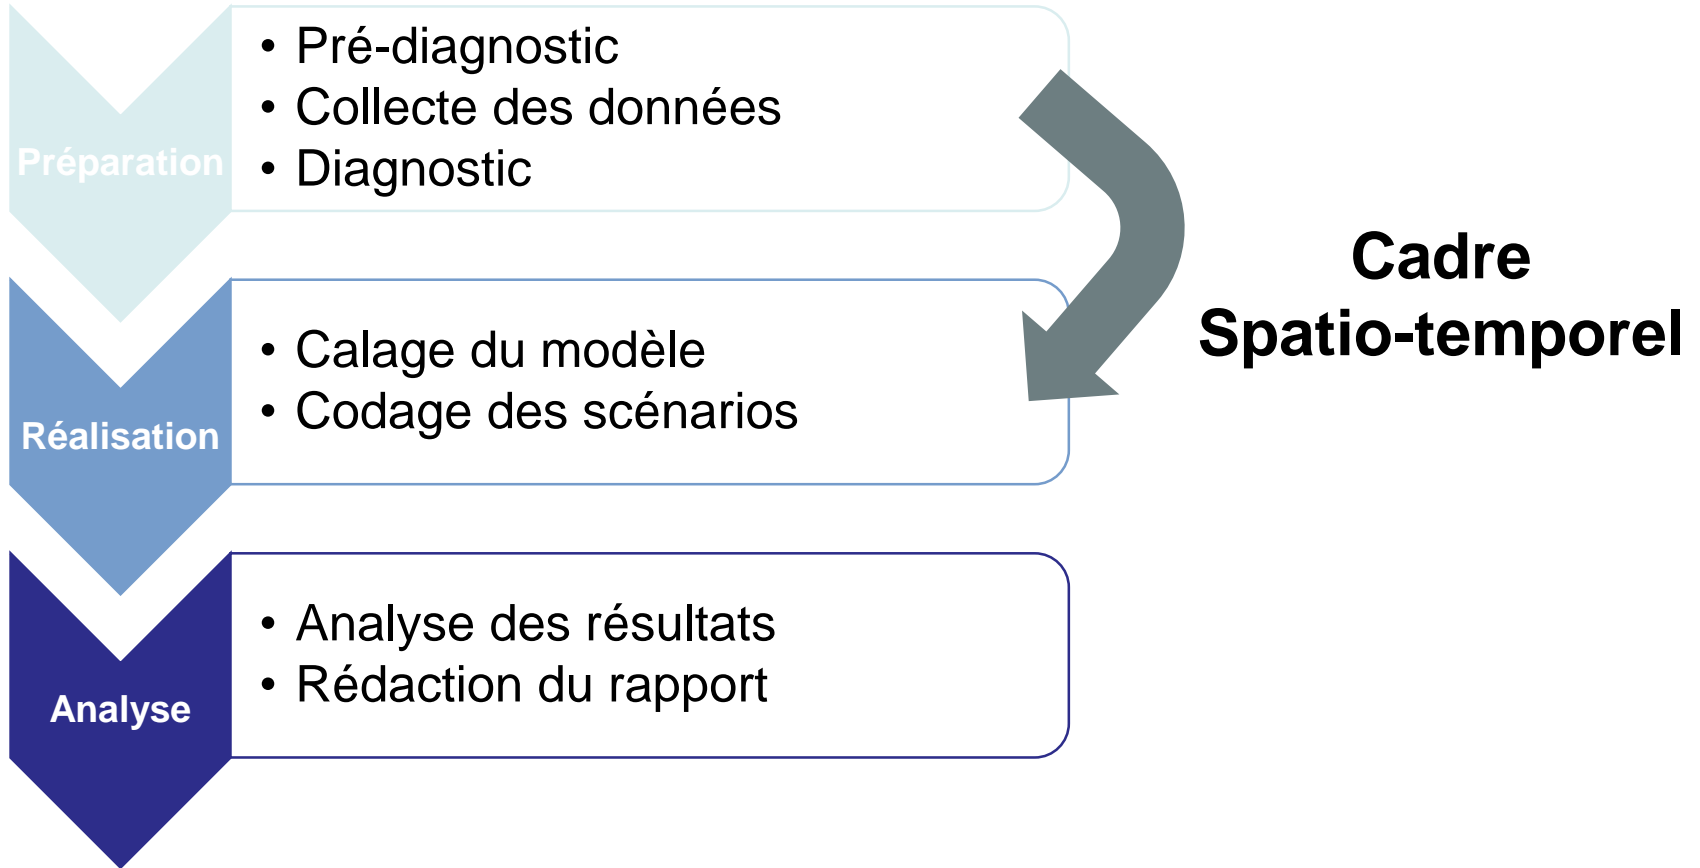 Préparation
• Pré-diagnostic
• Collecte des données
• Diagnostic
Cadre
Spatio-temporel
Réalisation
• Calage du modèle
• Codage des scénarios
Analyse
• Analyse des résultats
• Rédaction du rapport